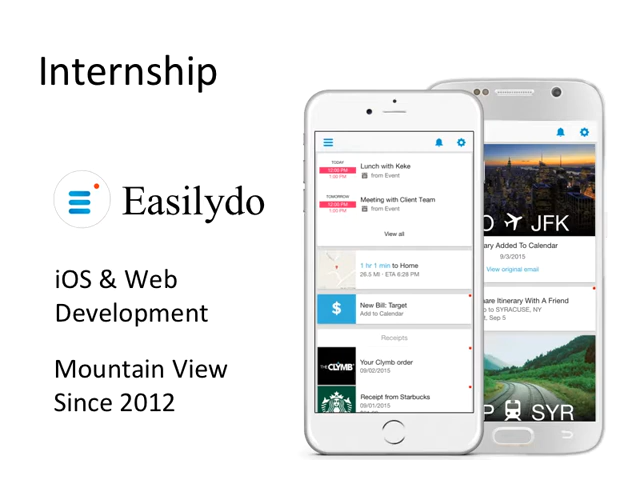 Internship
Easilydo
iOS & Web
Development
Mountain View
Since 2012
TODAY
12:00 PM
1:00 PM
Lunch with Keke
from Event
TOMORROW
12:00 PM
1:00 PM
Meeting with Client Team
from Event
View all
1 hr 1 min to Home
26.5 MI · ETA 6:28 PM
$
New Bill: Target
Add to Calendar
Receipts
THE CLYMB
Your Clymb order
09/02/2015
Receipt from Starbucks
09/01/2015
JFK
Added To Calendar
9/3/2015
View original email
Itinerary With A Friend
to SYRACUSE, NY
Sep 5
SYR